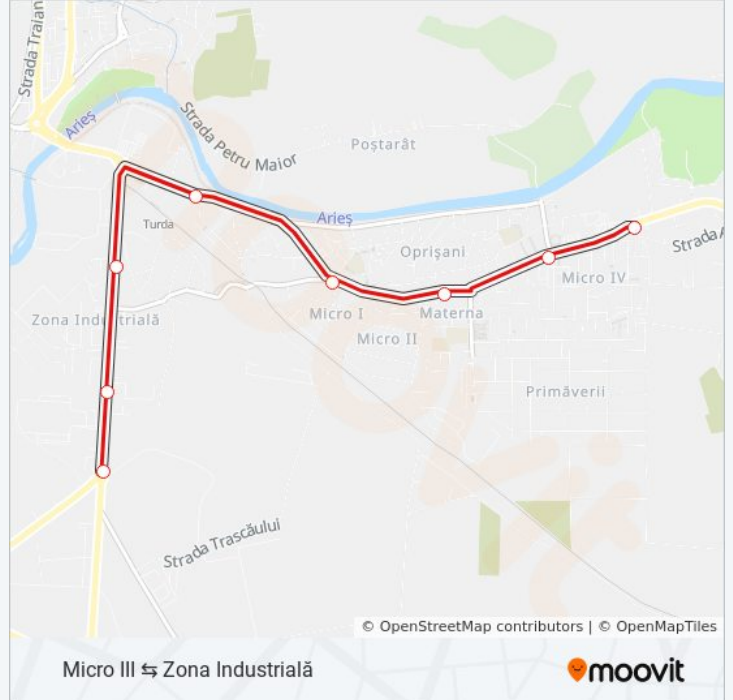 Strada Traian
Arieș
Strada Petru Maior
Poștarât
Arieș
Turda
Oprișani
Strada A
Micro IV
Zona Industrială
Micro I
Materna
Micro II
Primăverii
Strada Trascăului
© OpenStreetMap contributors | © OpenMapTiles
Micro III ⇆ Zona Industrială
moovit